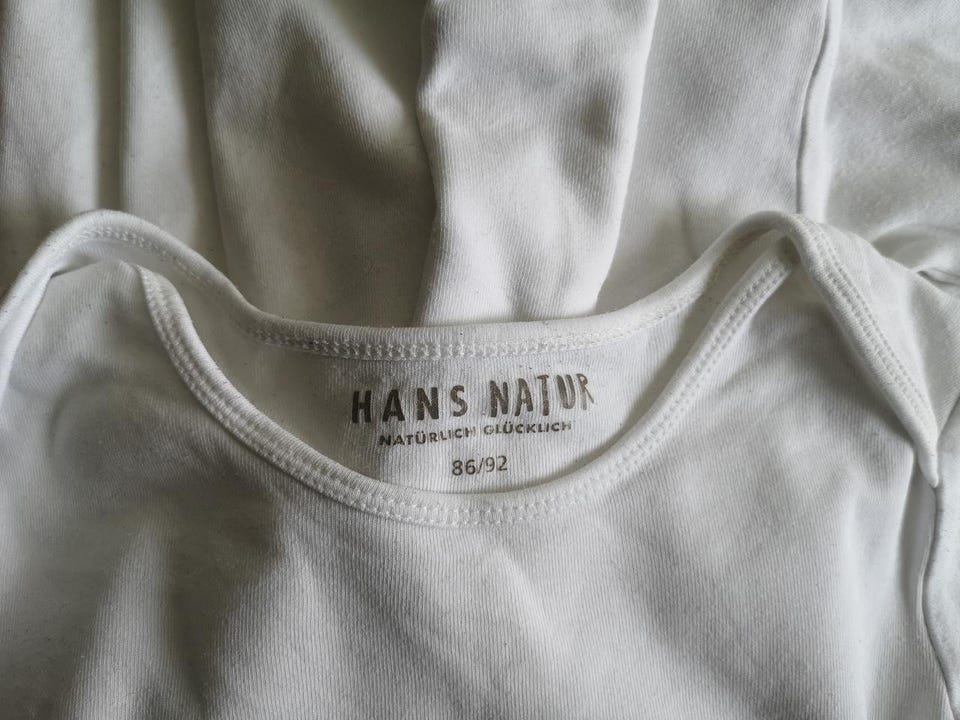 HANS NATUR
NATÜRLICH GLÜCKLICH
86/92